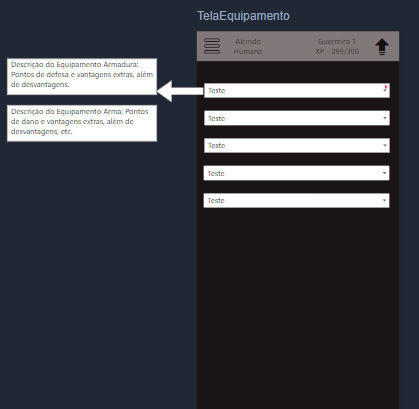 TelaEquipamento
Alcindo
Humano
Guerreiro 1
XP - 299/300
Descrição do Equipamento Armadura:
Pontos de defesa e vantagens extras, além
de desvantagens.
Descrição do Equipamento Arma: Pontos
de dano e vantagens extras, além de
desvantagens, etc.
Teste
Teste
Teste
Teste
Teste